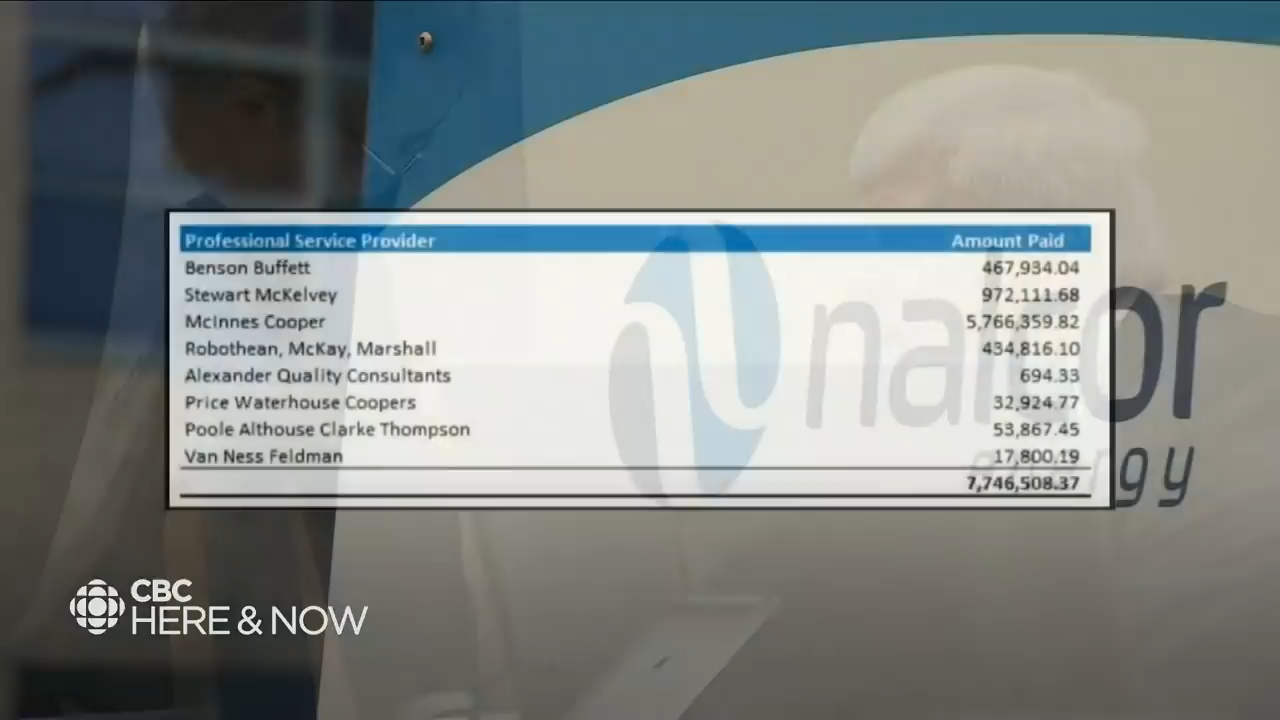 Professional Service Provider Amount Paid
Benson Buffett 467,934.04
Stewart McKelvey 972,111.68
McInnes Cooper 5,766,359.82
Robothean, McKay, Marshall 434,816.10
Alexander Quality Consultants 694.33
Price Waterhouse Coopers 32,924.77
Poole Althouse Clarke Thompson 53,867.45
Van Ness Feldman 17,800.19
7,746,508.37
nalcor
energy
CBC
HERE & NOW